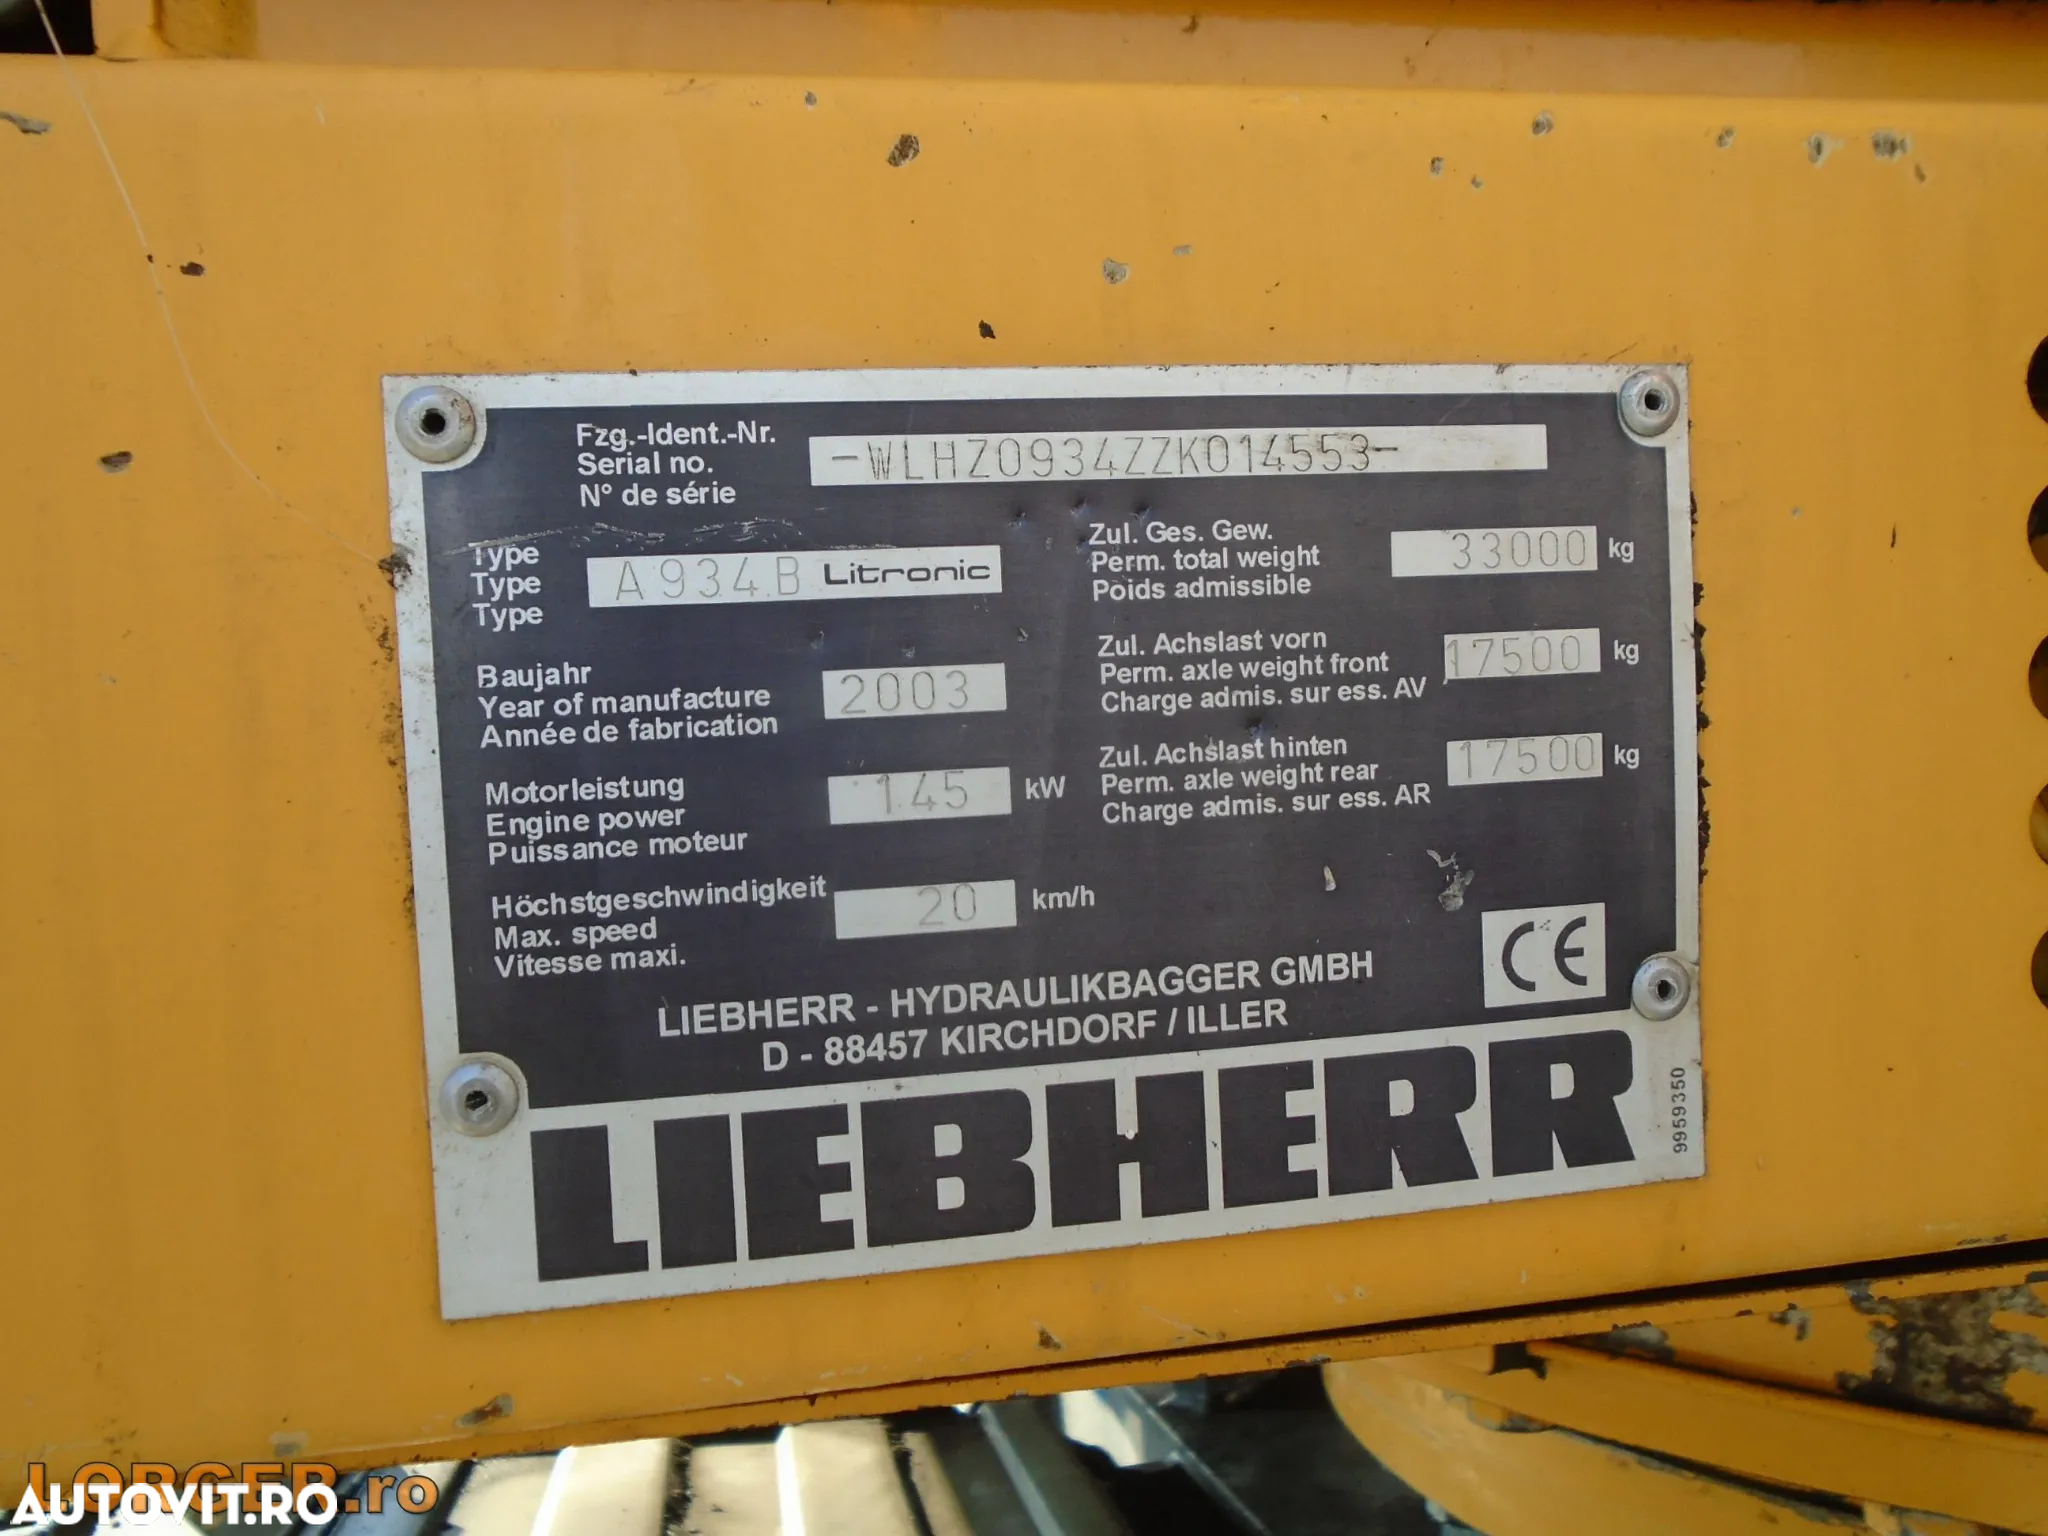 Fzg.-Ident.-Nr.
Serial no.
N° de série
-WLHZ0934ZZK014553-
Type
Type
Type
A934B Litronic
Baujahr
Year of manufacture
Année de fabrication
2003
Motorleistung
Engine power
Puissance moteur
145 kW
Höchstgeschwindigkeit
Max. speed
Vitesse maxi.
20 km/h
Zul. Ges. Gew.
Perm. total weight
Poids admissible
33000 kg
Zul. Achslast vorn
Perm. axle weight front
Charge admis. sur ess. AV
17500 kg
Zul. Achslast hinten
Perm. axle weight rear
Charge admis. sur ess. AR
17500 kg
CE
LIEBHERR - HYDRAULIKBAGGER GMBH
D - 88457 KIRCHDORF / ILLER
LIEBHERR
9959350
LORGER.ro
AUTOVIT.RO